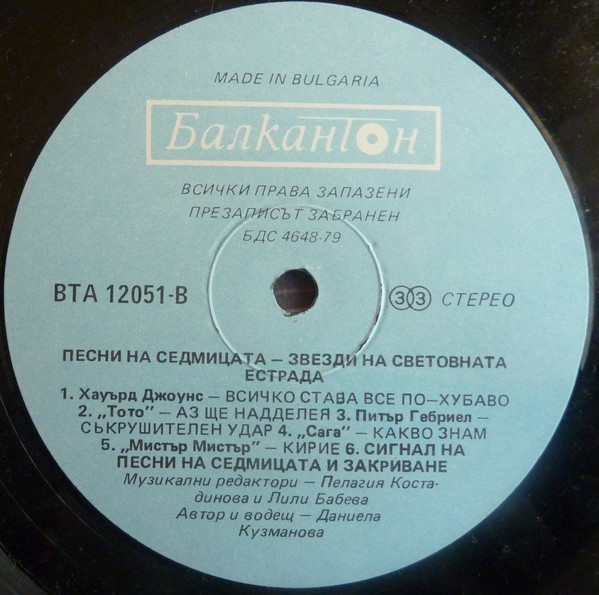 MADE IN BULGARIA
Балкантон
ВСИЧКИ ПРАВА ЗАПАЗЕНИ
ПРЕЗАПИСЪТ ЗАБРАНЕН
БДС 4648-79
ВТА 12051-В
33 СТЕРЕО
ПЕСНИ НА СЕДМИЦАТА – ЗВЕЗДИ НА СВЕТОВНАТА
ЕСТРАДА
1. Хауърд Джоунс – ВСИЧКО СТАВА ВСЕ ПО–ХУБАВО
2. „Тото" – АЗ ЩЕ НАДДЕЛЕЯ 3. Питър Гебриел –
СЪКРУШИТЕЛЕН УДАР 4. „Сага" – КАКВО ЗНАМ
5. „Мистър Мистър" – КИРИЕ 6. СИГНАЛ НА
ПЕСНИ НА СЕДМИЦАТА И ЗАКРИВАНЕ
Музикални редактори – Пелагия Коста-
динова и Лили Бабева
Автор и водещ – Даниела
Кузманова